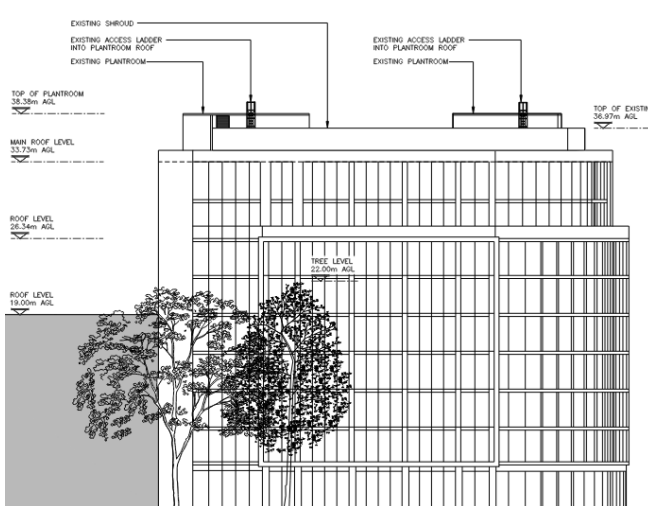 EXISTING SHROUD
EXISTING ACCESS LADDER
INTO PLANTROOM ROOF
EXISTING PLANTROOM
EXISTING ACCESS LADDER
INTO PLANTROOM ROOF
EXISTING PLANTROOM
TOP OF PLANTROOM
38.38m AGL
TOP OF EXISTIN
36.97m AGL
MAIN ROOF LEVEL
33.73m AGL
ROOF LEVEL
26.34m AGL
TREE LEVEL
22.00m AGL
ROOF LEVEL
19.00m AGL